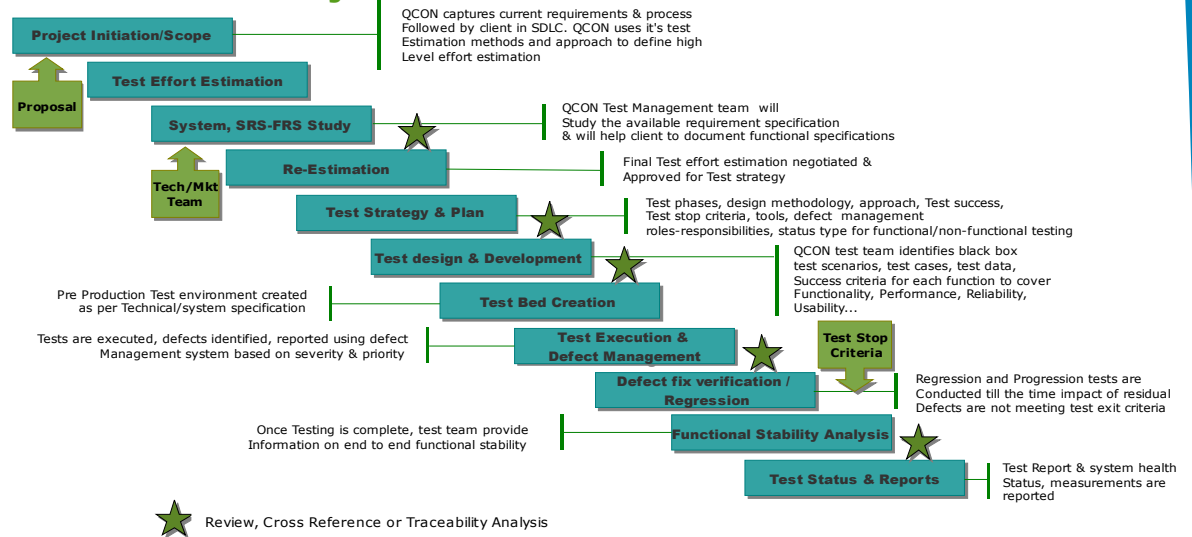 QCON captures current requirements & process
Followed by client in SDLC. QCON uses it's test
Estimation methods and approach to define high
Level effort estimation
Project Initiation/Scope
Proposal
Test Effort Estimation
System, SRS-FRS Study
QCON Test Management team  will
Study the available requirement specification
& will help client to document functional specifications
Tech/Mkt
Team
Re-Estimation
Final Test effort estimation negotiated &
Approved for Test strategy
Test Strategy & Plan
Test phases, design methodology, approach, Test success,
Test stop criteria, tools, defect  management
roles-responsibilities, status type for functional/non-functional testing
Test design & Development
QCON test team identifies black box
test scenarios, test cases, test data,
Success criteria for each function to cover
Functionality, Performance, Reliability,
Usability...
Pre Production Test environment created
as per Technical/system specification
Test Bed Creation
Tests are executed, defects identified, reported using defect
Management system based on severity & priority
Test Execution &
Defect Management
Test Stop
Criteria
Defect fix verification /
Regression
Regression and Progression tests are
Conducted till the time impact of residual
Defects are not meeting test exit criteria
Once Testing is complete, test team provide
Information on end to end functional stability
Functional Stability Analysis
Test Status & Reports
Test Report & system health
Status, measurements are
reported
Review, Cross Reference or Traceability Analysis